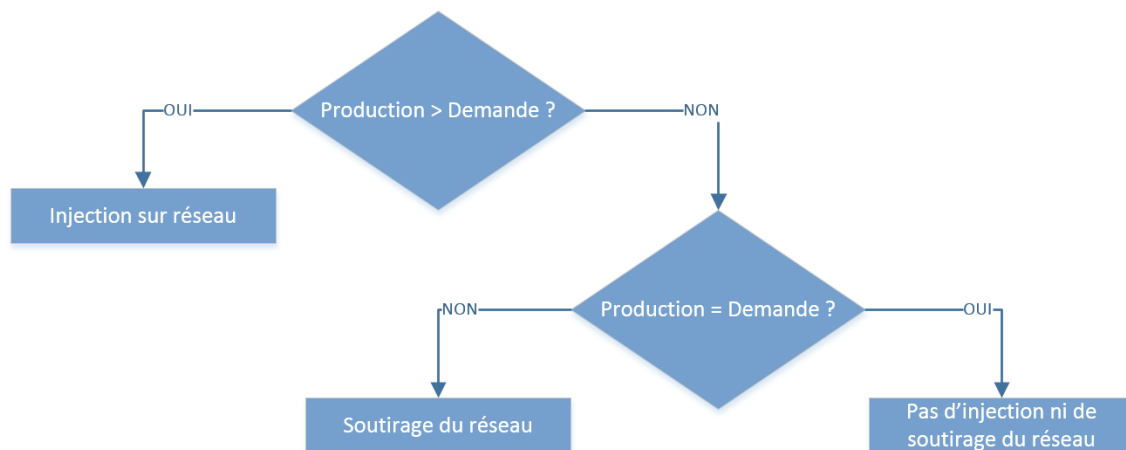 Production > Demande ?
OUI
NON
Injection sur réseau
Production = Demande ?
NON
OUI
Soutirage du réseau
Pas d’injection ni de
soutirage du réseau